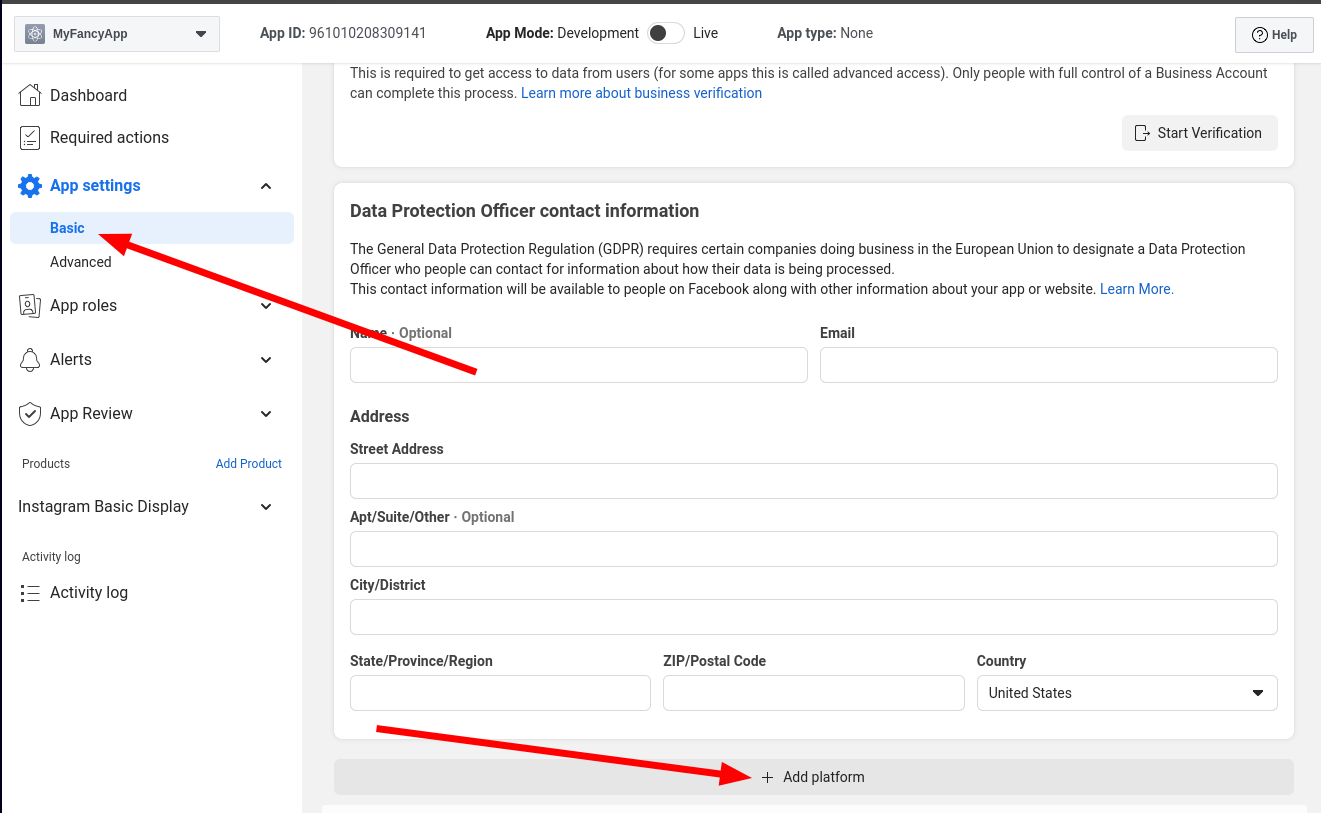 MyFancyApp
App ID: 961010208309141
App Mode: Development
Live
App type: None
Help
Dashboard
Required actions
App settings
Basic
Advanced
App roles
Alerts
App Review
Products
Add Product
Instagram Basic Display
Activity log
Activity log
This is required to get access to data from users (for some apps this is called advanced access). Only people with full control of a Business Account
can complete this process. Learn more about business verification
Start Verification
Data Protection Officer contact information
The General Data Protection Regulation (GDPR) requires certain companies doing business in the European Union to designate a Data Protection
Officer who people can contact for information about how their data is being processed.
This contact information will be available to people on Facebook along with other information about your app or website. Learn More.
Name · Optional
Email
Address
Street Address
Apt/Suite/Other · Optional
City/District
State/Province/Region
ZIP/Postal Code
Country
United States
+ Add platform